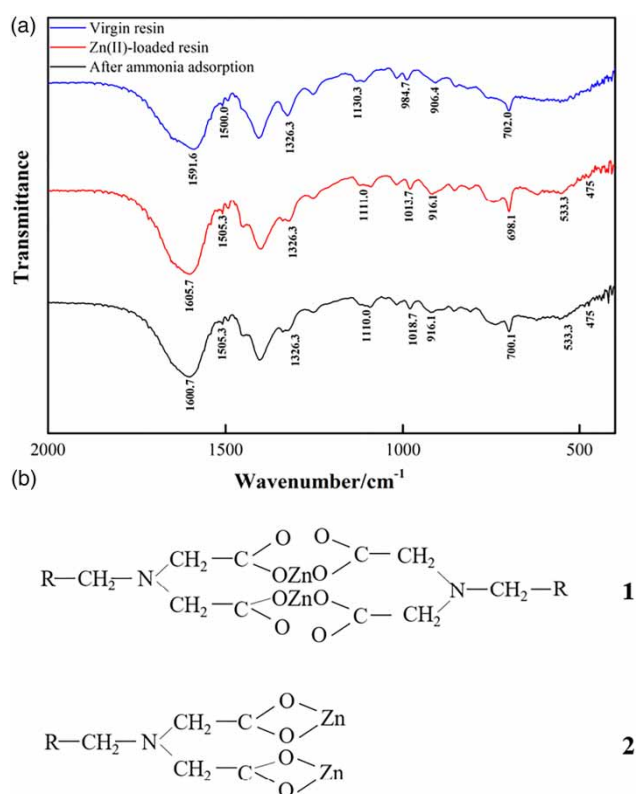 (a)
Virgin resin
Zn(II)-loaded resin
After ammonia adsorption
Transmittance
1591.6
1500.0
1326.3
1130.3
984.7
906.4
702.0
1605.7
1505.3
1326.3
1111.0
1013.7
916.1
698.1
533.3
475
1600.7
1505.3
1326.3
1110.0
1018.7
916.1
700.1
533.3
475
2000 1500 1000 500
Wavenumber/cm-1
(b)
O O
CH2 C C CH2
R CH2 N OZnO N CH2 R 1
OZnO
CH2 C C CH2
O O
O
CH2 C Zn
R CH2 N O
O
CH2 C Zn 2
O